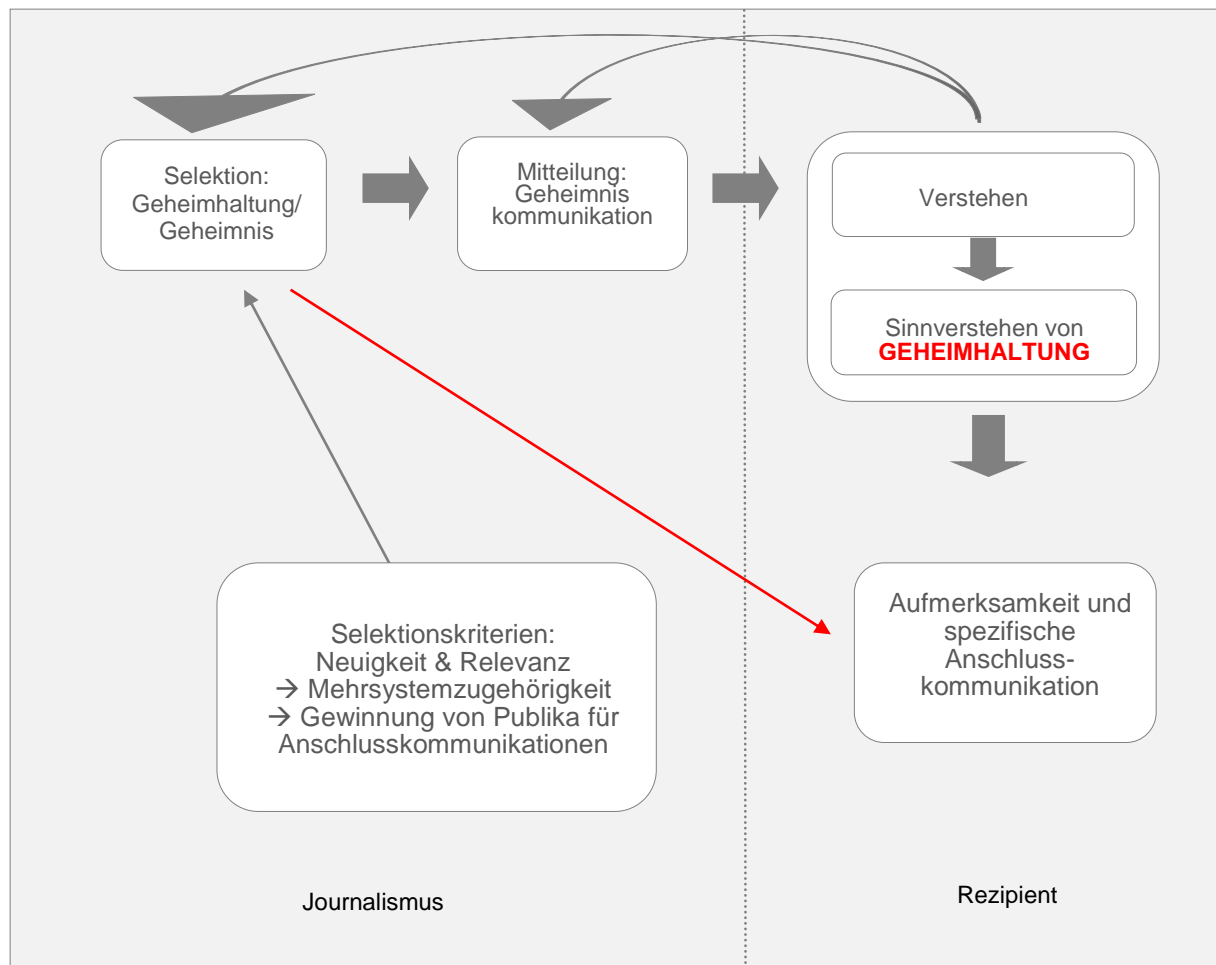 Selektion:
Geheimhaltung/
Geheimnis
Mitteilung:
Geheimnis
kommunikation
Verstehen
Sinnverstehen von
GEHEIMHALTUNG
Selektionskriterien:
Neuigkeit & Relevanz
→ Mehrsystemzugehörigkeit
→ Gewinnung von Publika für
Anschlusskommunikationen
Aufmerksamkeit und
spezifische
Anschluss-
kommunikation
Journalismus
Rezipient